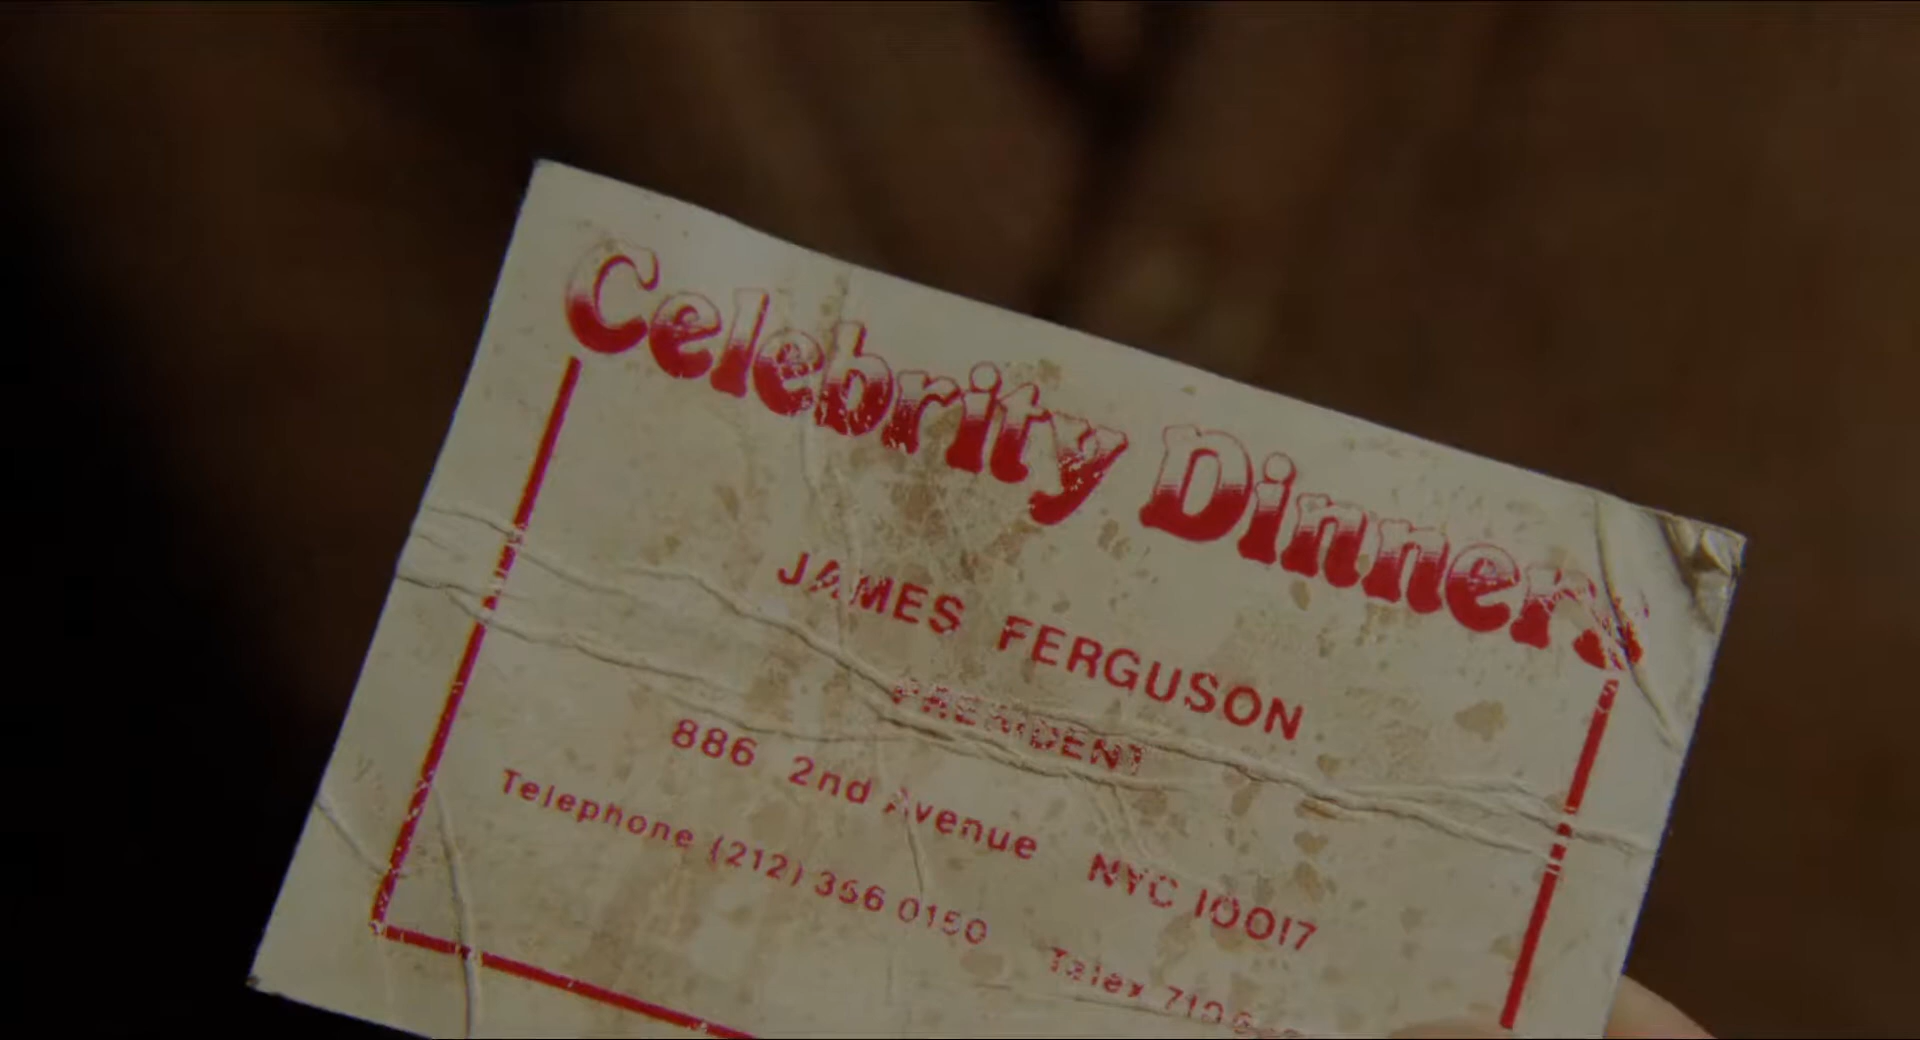 Celebrity Dinners
JAMES FERGUSON
PRESIDENT
886 2nd Avenue NYC 10017
Telephone (212) 356 0150
Telex